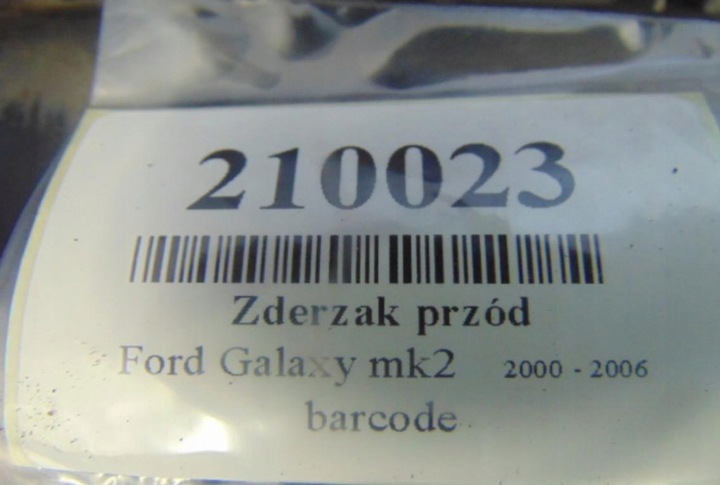 210023
Zderzak przód
Ford Galaxy mk2 2000 - 2006
barcode